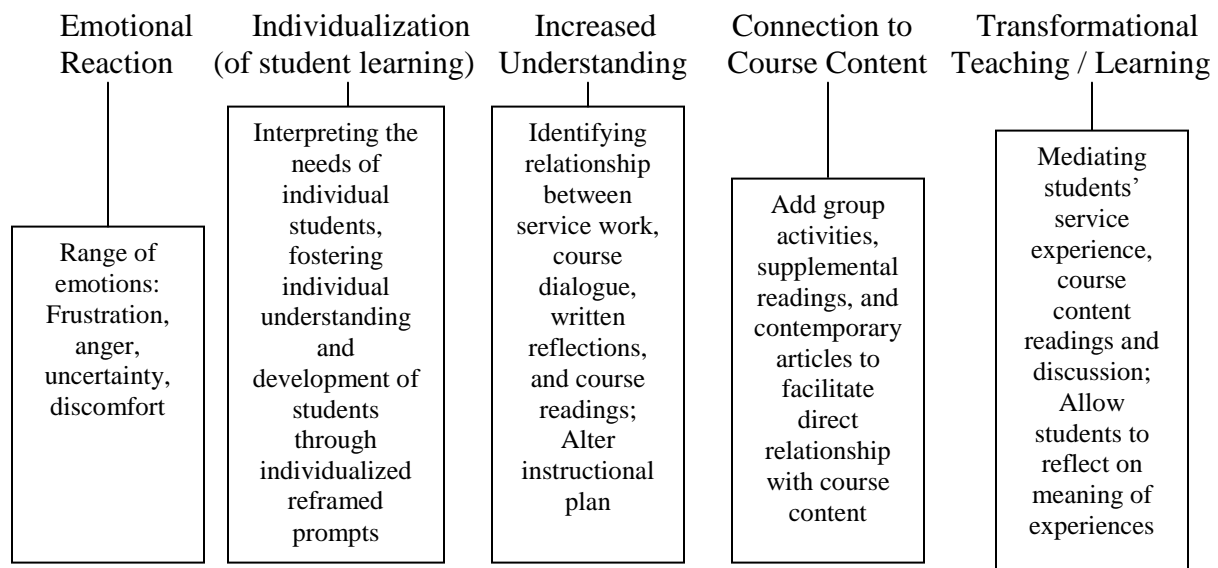 Emotional
Reaction
Individualization
(of student learning)
Increased
Understanding
Connection to
Course Content
Transformational
Teaching / Learning
Range of
emotions:
Frustration,
anger,
uncertainty,
discomfort
Interpreting the
needs of
individual
students,
fostering
individual
understanding
and
development of
students
through
individualized
reframed
prompts
Identifying
relationship
between
service work,
course
dialogue,
written
reflections,
and course
readings;
Alter
instructional
plan
Add group
activities,
supplemental
readings, and
contemporary
articles to
facilitate
direct
relationship
with course
content
Mediating
students’
service
experience,
course
content
readings and
discussion;
Allow
students to
reflect on
meaning of
experiences